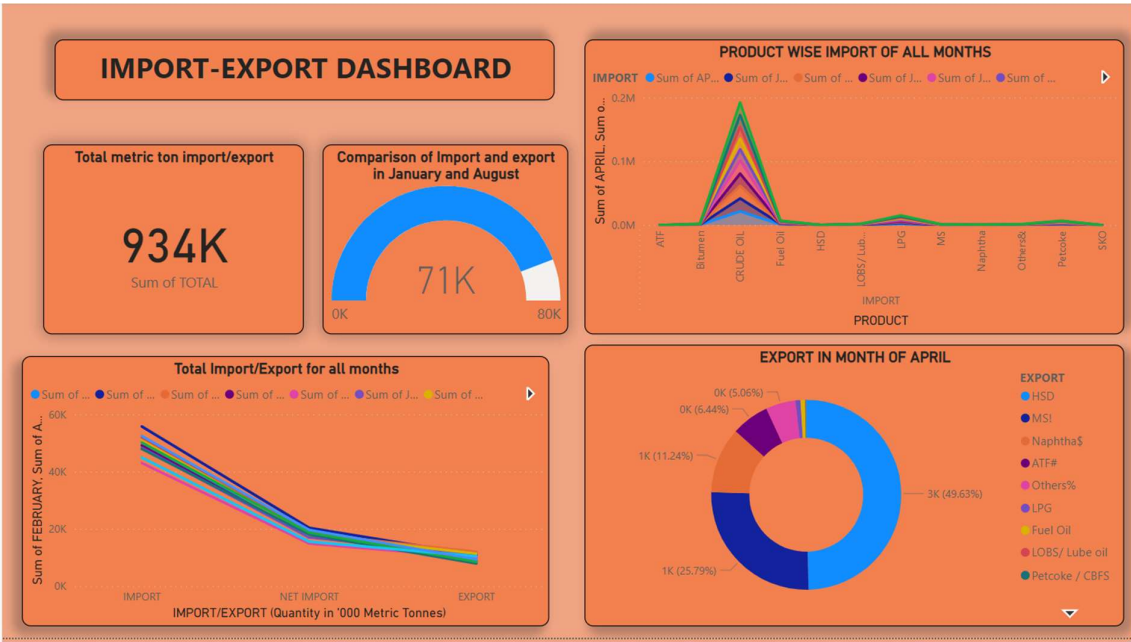 IMPORT-EXPORT DASHBOARD
Total metric ton import/export
934K
Sum of TOTAL
Comparison of Import and export
in January and August
71K
0K
80K
PRODUCT WISE IMPORT OF ALL MONTHS
IMPORT Sum of AP... Sum of J... Sum of ... Sum of J... Sum of J... Sum of ...
Sum of APRIL, Sum o...
0.2M
0.1M
0.0M
ATF
Bitumen
CRUDE OIL
Fuel Oil
HSD
LOBS/ Lub...
LPG
MS
Naphtha
Others&
Petcoke
SKO
IMPORT
PRODUCT
Total Import/Export for all months
Sum of ... Sum of ... Sum of ... Sum of ... Sum of ... Sum of J... Sum of ...
Sum of FEBRUARY, Sum of A...
60K
40K
20K
0K
IMPORT
NET IMPORT
EXPORT
IMPORT/EXPORT (Quantity in '000 Metric Tonnes)
EXPORT IN MONTH OF APRIL
0K (5.06%)
0K (6.44%)
1K (11.24%)
1K (25.79%)
3K (49.63%)
EXPORT
HSD
MS!
Naphtha$
ATF#
Others%
LPG
Fuel Oil
LOBS/ Lube oil
Petcoke / CBFS